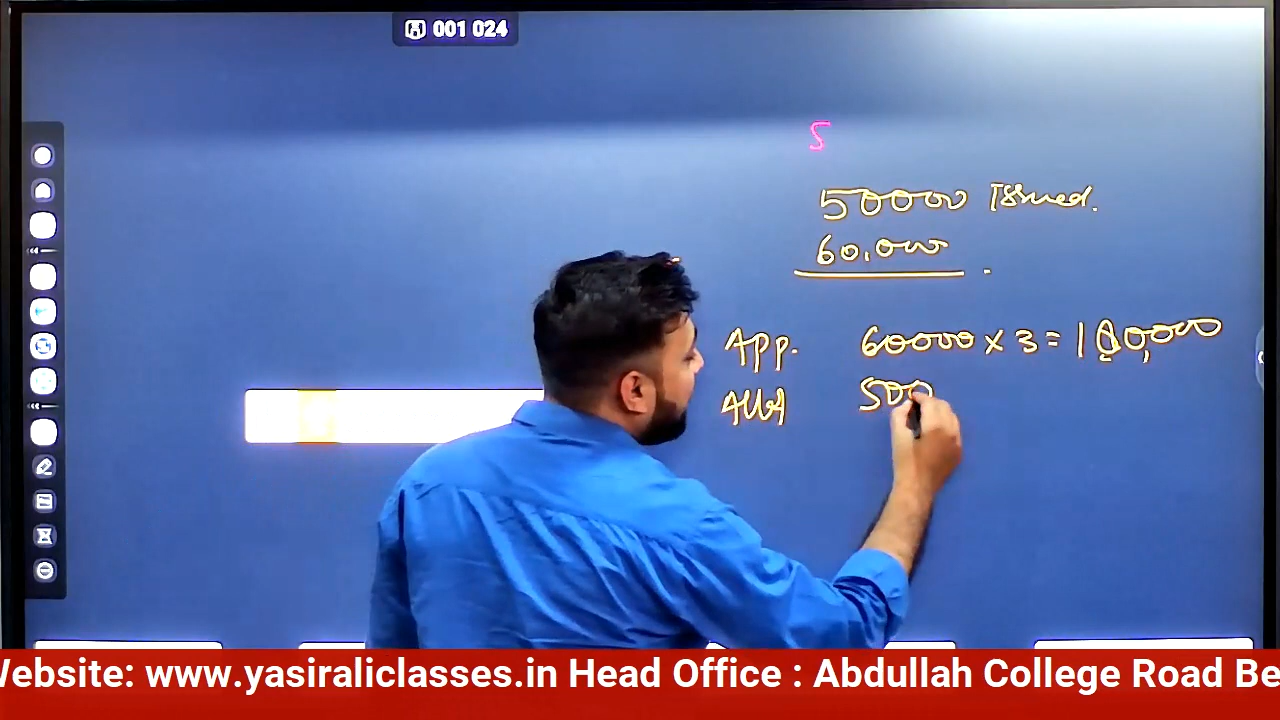 001 024
5
50000 Issued.
60,000
App. 60000 x 3 = 180,000
Allot 500
Website: www.yasiraliclasses.in Head Office : Abdullah College Road Be